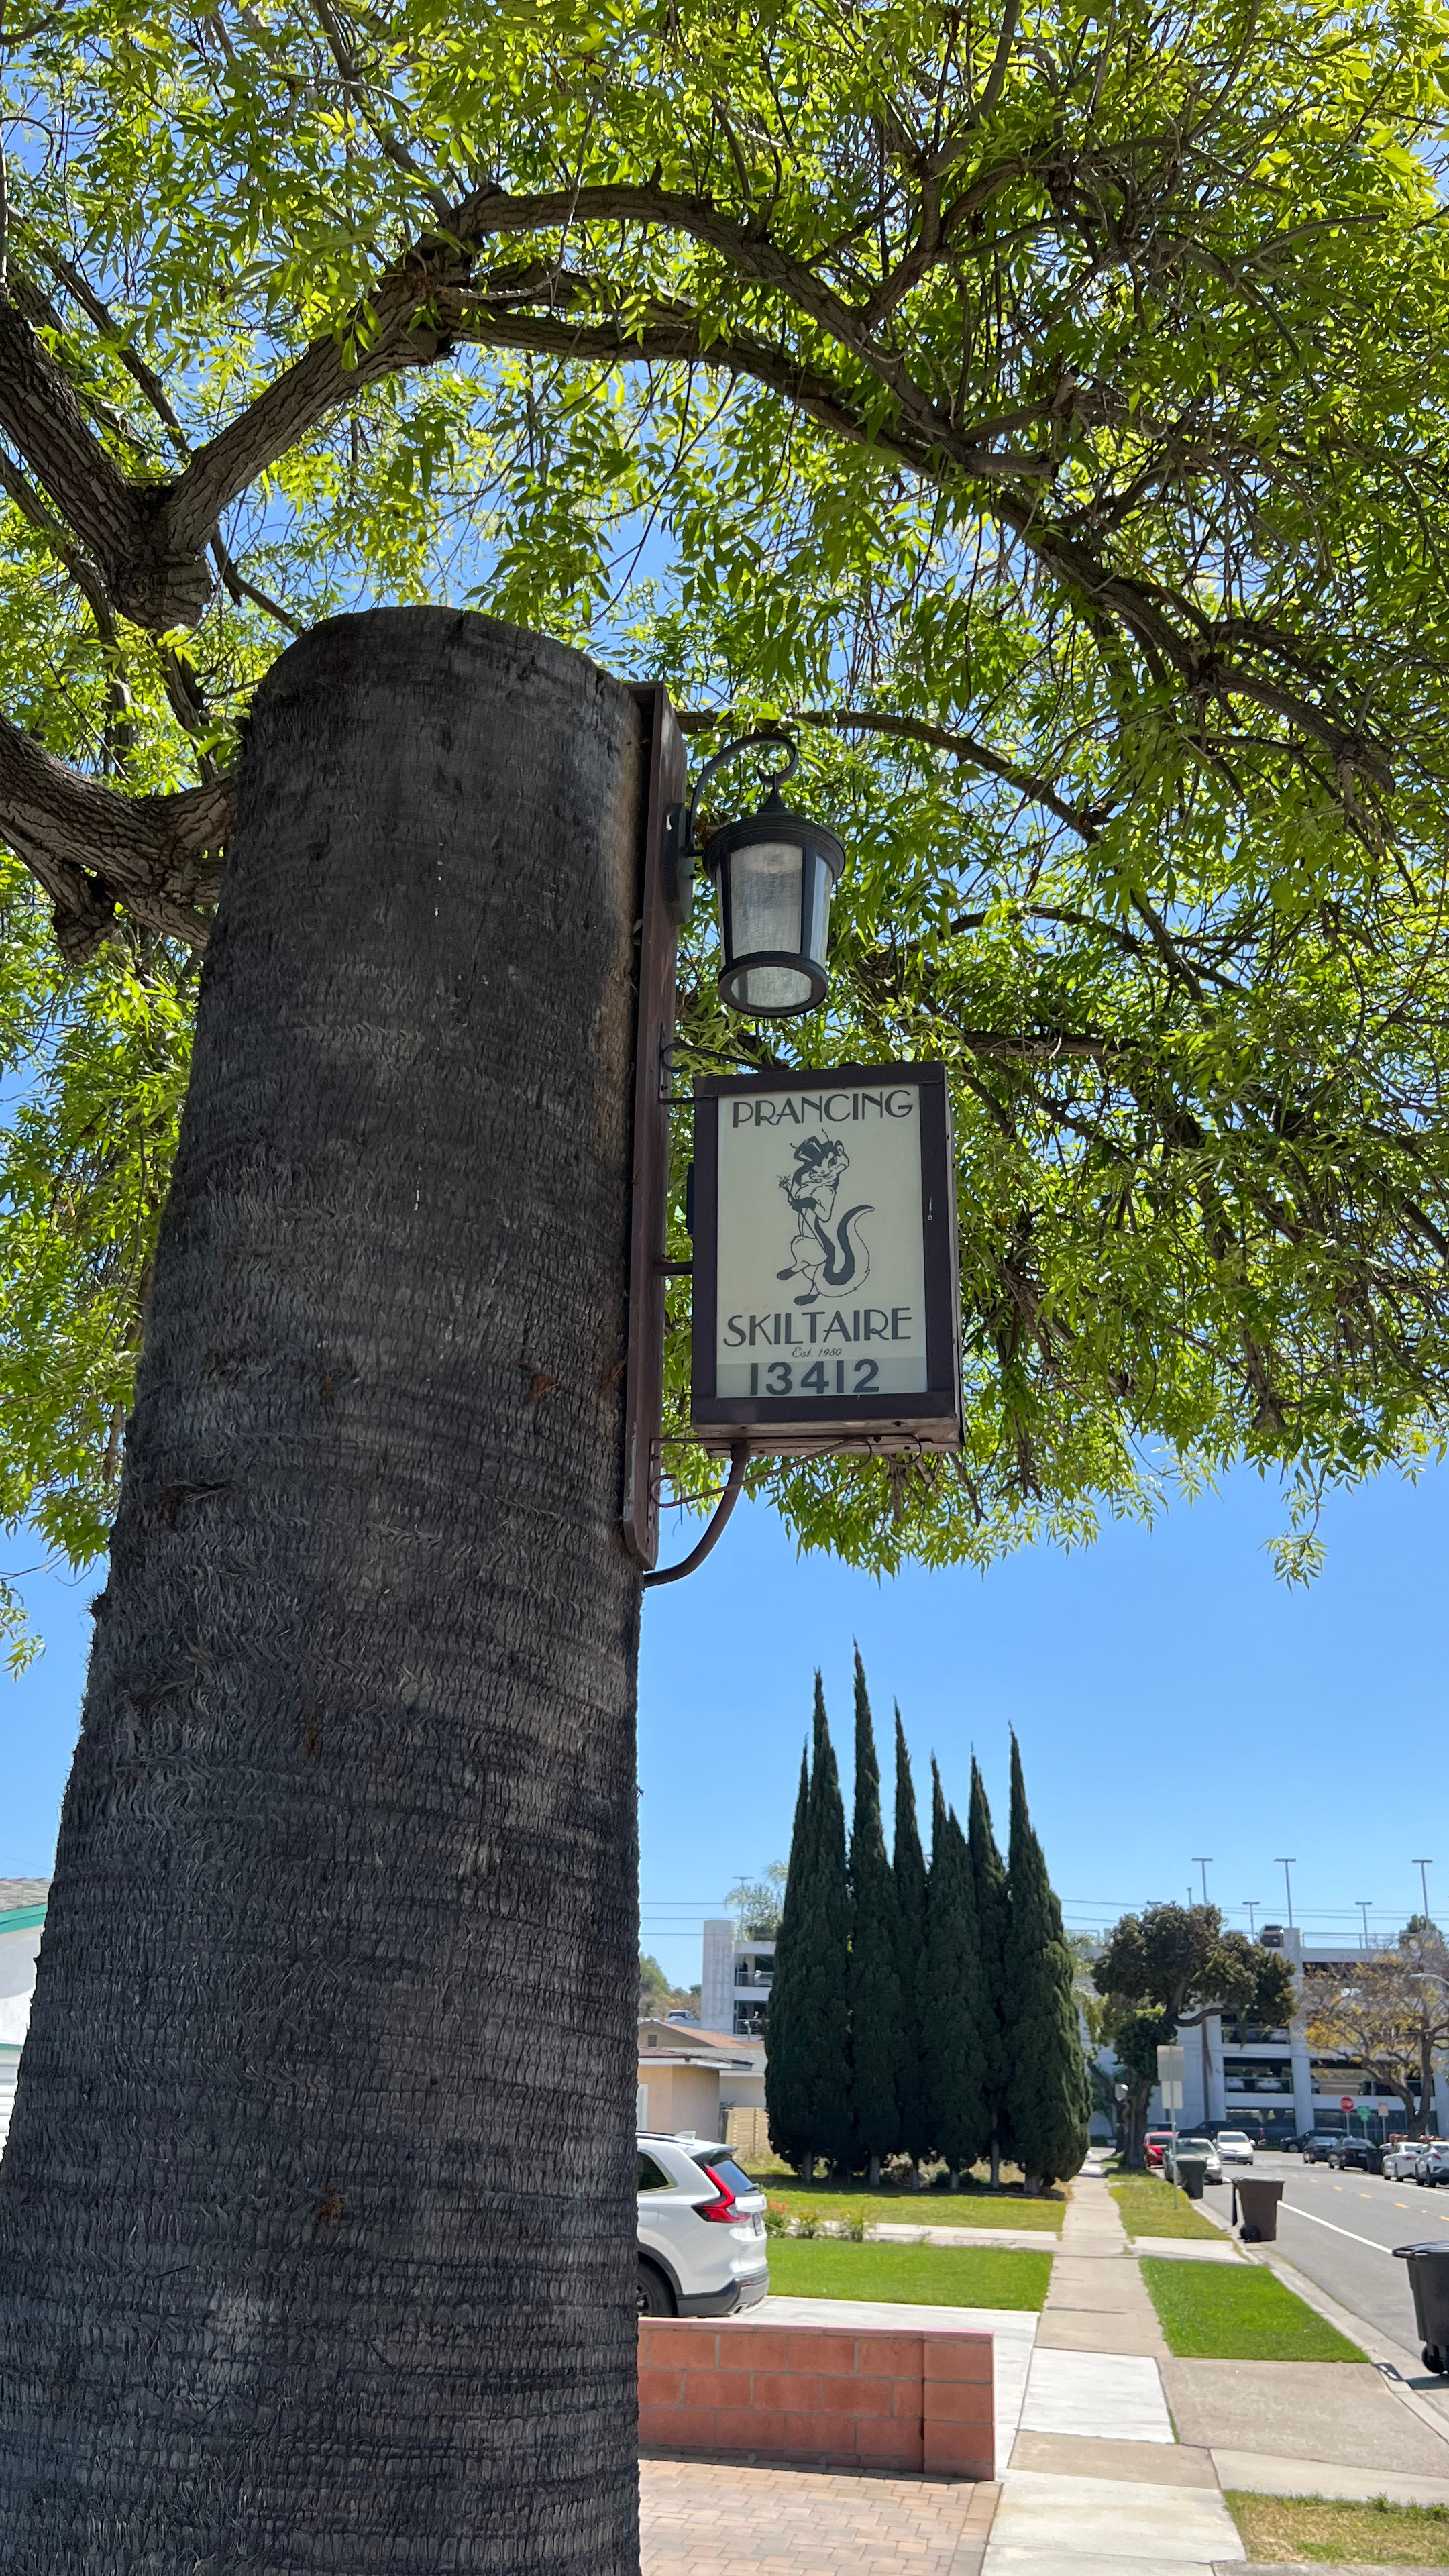 PRANCING
SKILTAIRE
Est. 1980
13412